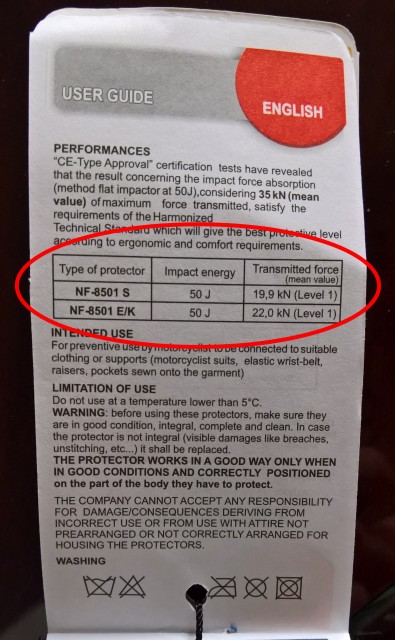 USER GUIDE
ENGLISH
PERFORMANCES
"CE-Type Approval" certification tests have revealed
that the result concerning the impact force absorption
(method flat impactor at 50J),considering 35 kN (mean
value) of maximum force transmitted, satisfy the
requirements of the Harmonized
Technical Standard which will give the best protective level
according to ergonomic and comfort requirements.
Type of protector Impact energy Transmitted force
(mean value)
NF-8501 S 50 J 19,9 kN (Level 1)
NF-8501 E/K 50 J 22,0 kN (Level 1)
INTENDED USE
For preventive use by motorcyclist to be connected to suitable
clothing or supports (motorcyclist suits, elastic wrist-belt,
raisers, pockets sewn onto the garment)
LIMITATION OF USE
Do not use at a temperature lower than 5°C.
WARNING: before using these protectors, make sure they
are in good condition, integral, complete and clean. In case
the protector is not integral (visible damages like breaches,
unstitching, etc...) it shall be replaced.
THE PROTECTOR WORKS IN A GOOD WAY ONLY WHEN
IN GOOD CONDITIONS AND CORRECTLY POSITIONED
on the part of the body they have to protect.
THE COMPANY CANNOT ACCEPT ANY RESPONSIBILITY
FOR DAMAGE/CONSEQUENCES DERIVING FROM
INCORRECT USE OR FROM USE WITH ATTIRE NOT
PREARRANGED OR NOT CORRECTLY ARRANGED FOR
HOUSING THE PROTECTORS.
WASHING